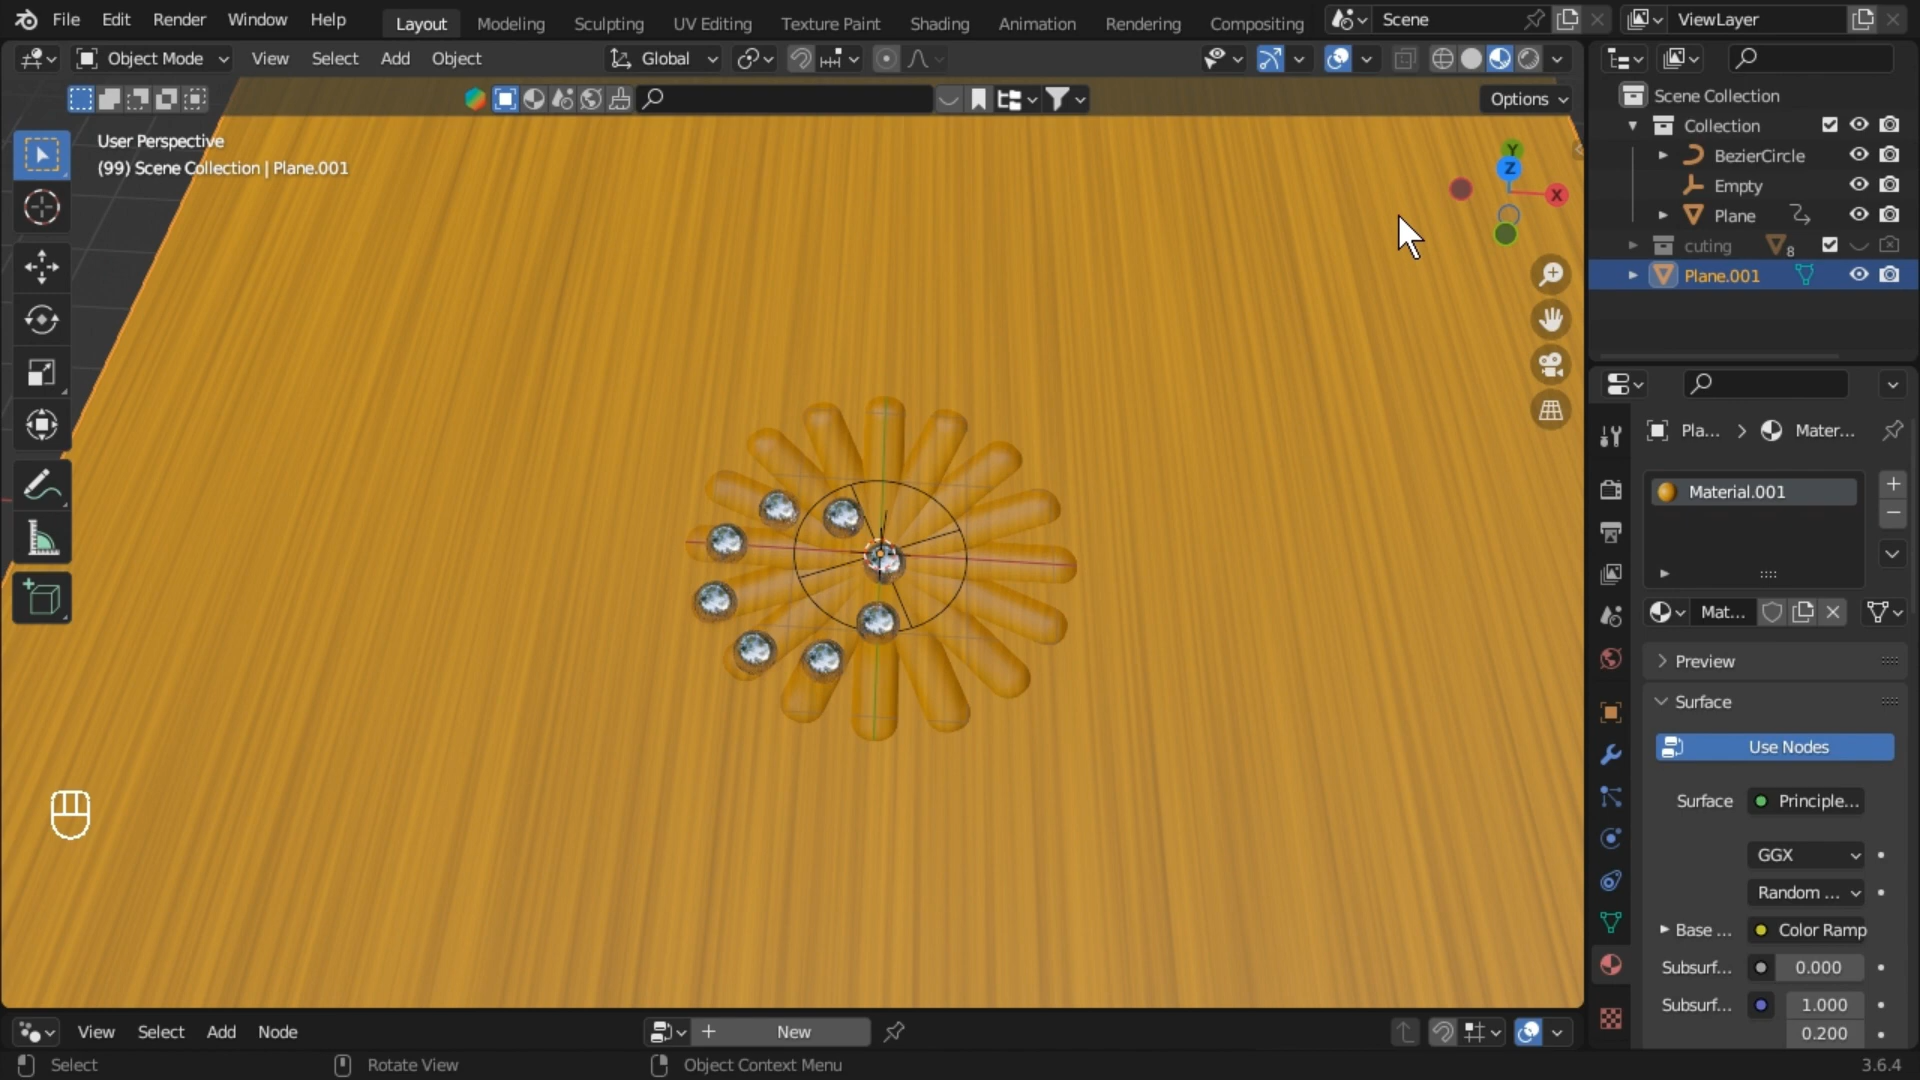 File Edit Render Window Help Layout Modeling Sculpting UV Editing Texture Paint Shading Animation Rendering Compositing Scene ViewLayer
Object Mode View Select Add Object Global
Options
User Perspective
(99) Scene Collection | Plane.001
Y
Z
X
Scene Collection
Collection
BezierCircle
Empty
Plane
cuting 8
Plane.001
Pla... > Mater...
Material.001
Mat...
Preview
Surface
Use Nodes
Surface Principle...
GGX
Random ...
Base ... Color Ramp
Subsurf... 0.000
Subsurf... 1.000
0.200
View Select Add Node New
Select Rotate View Object Context Menu 3.6.4